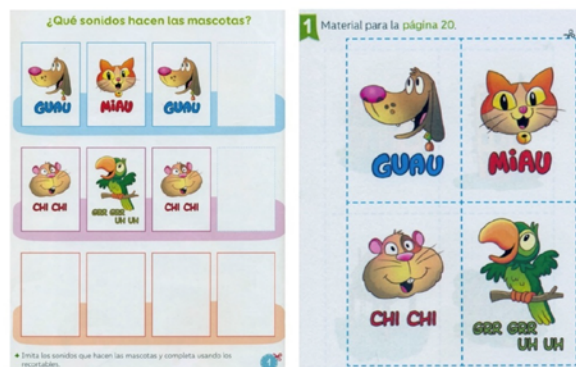 ¿Qué sonidos hacen las mascotas?
GUAU MIAU GUAU
CHI CHI
GRR GRR
UH UH
CHI CHI
Imita los sonidos que hacen las mascotas y completa usando los
recortables.
1
1 Material para la página 20.
GUAU MIAU
CHI CHI
GRR GRR
UH UH